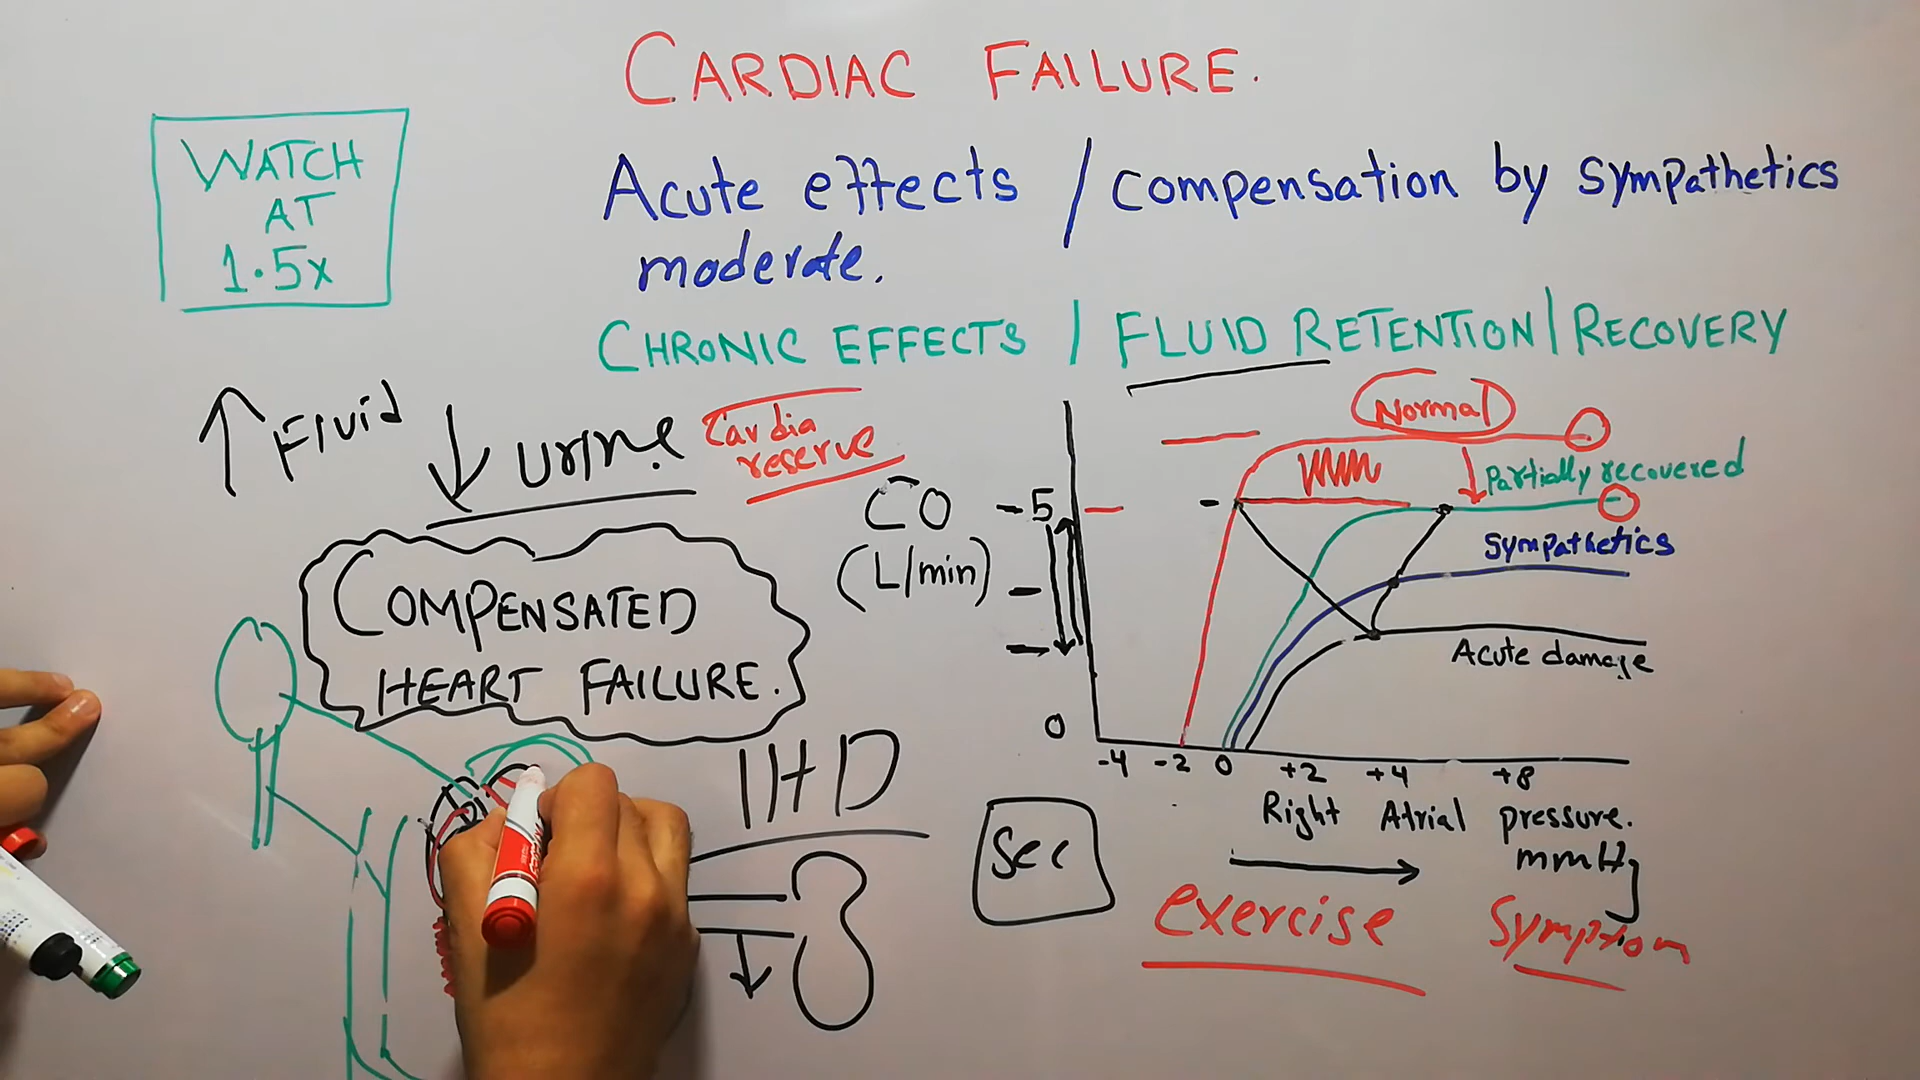 CARDIAC FAILURE.
WATCH
AT
1.5x
Acute effects / compensation by sympathetics
moderate.
CHRONIC EFFECTS / FLUID RETENTION / RECOVERY
↑ Fluid
↓ urine
Cardia
reserve
Normal
Partially recovered
CO
(L/min)
-5
-
-
0
Sympathetics
Acute damage
COMPENSATED
HEART FAILURE.
IHD
-4 -2 0 +2 +4 +8
Right Atrial pressure.
mmHg
Sec
exercise
Symptom